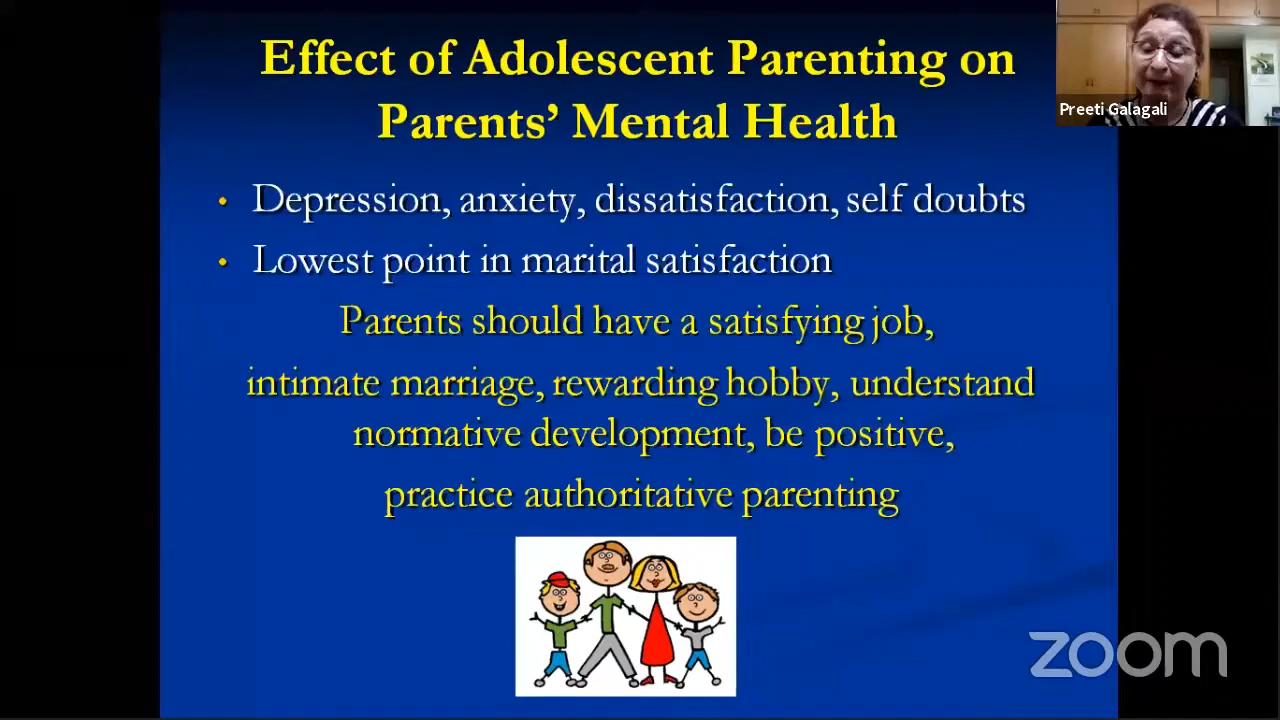 Effect of Adolescent Parenting on
Parents' Mental Health
Preeti Galagali
• Depression, anxiety, dissatisfaction, self doubts
• Lowest point in marital satisfaction
Parents should have a satisfying job,
intimate marriage, rewarding hobby, understand
normative development, be positive,
practice authoritative parenting
zoom